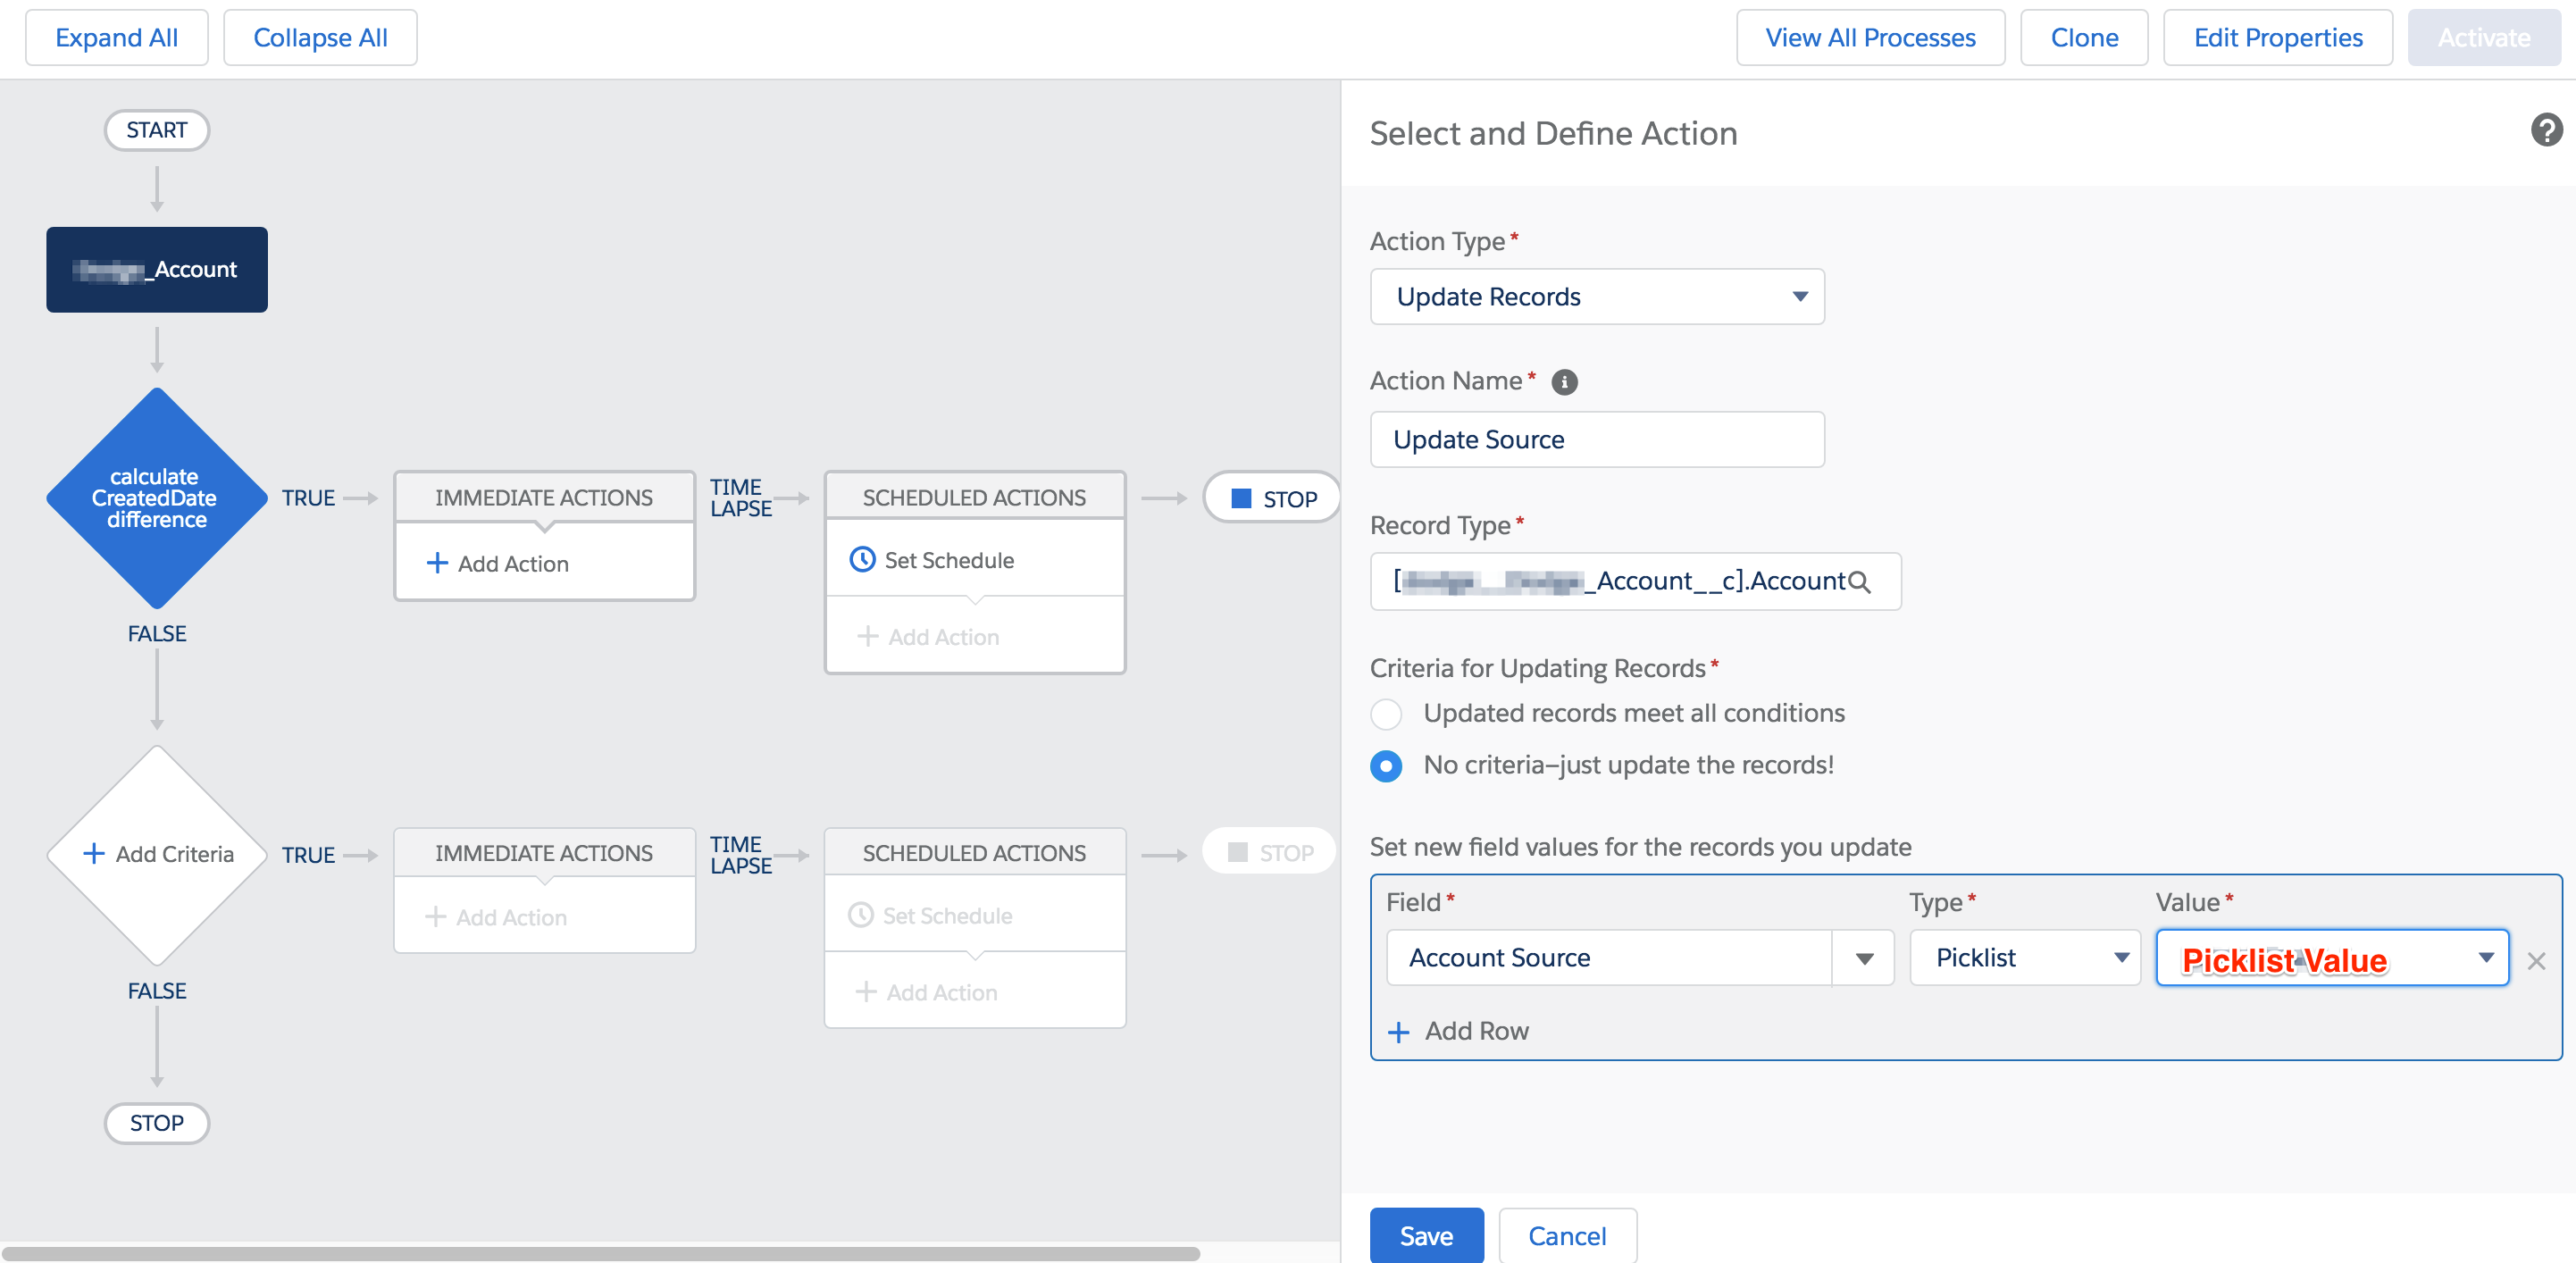 Expand All
Collapse All
View All Processes
Clone
Edit Properties
Activate
START
_Account
calculate
CreatedDate
difference
TRUE
IMMEDIATE ACTIONS
Add Action
TIME
LAPSE
SCHEDULED ACTIONS
Set Schedule
Add Action
STOP
FALSE
+ Add Criteria
TRUE
IMMEDIATE ACTIONS
Add Action
TIME
LAPSE
SCHEDULED ACTIONS
Set Schedule
Add Action
STOP
FALSE
STOP
Select and Define Action
?
Action Type*
Update Records
Action Name* i
Update Source
Record Type*
[ _Account__c].Account
Criteria for Updating Records*
Updated records meet all conditions
No criteria–just update the records!
Set new field values for the records you update
Field* Type* Value*
Account Source Picklist Picklist Value
+ Add Row
Save
Cancel